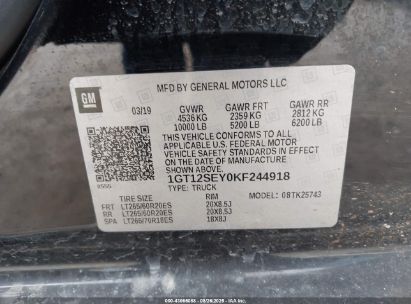 MFD BY GENERAL MOTORS LLC
GM
03/19 GVWR GAWR FRT GAWR RR
4536 KG 2359 KG 2812 KG
10000 LB 5200 LB 6200 LB
THIS VEHICLE CONFORMS TO ALL APPLICABLE U.S. FEDERAL MOTOR VEHICLE
SAFETY STANDARDS IN EFFECT ON THE DATE OF MANUFACTURE SHOWN ABOVE.
1GT12SEY0KF244918
TYPE: TRUCK
0BTK25743
TIRE SIZE RIM
FRT LT265/60R20ES 20X8.5J
RR LT265/60R20ES 20X8.5J
SPA LT265/70R18ES 18X8J